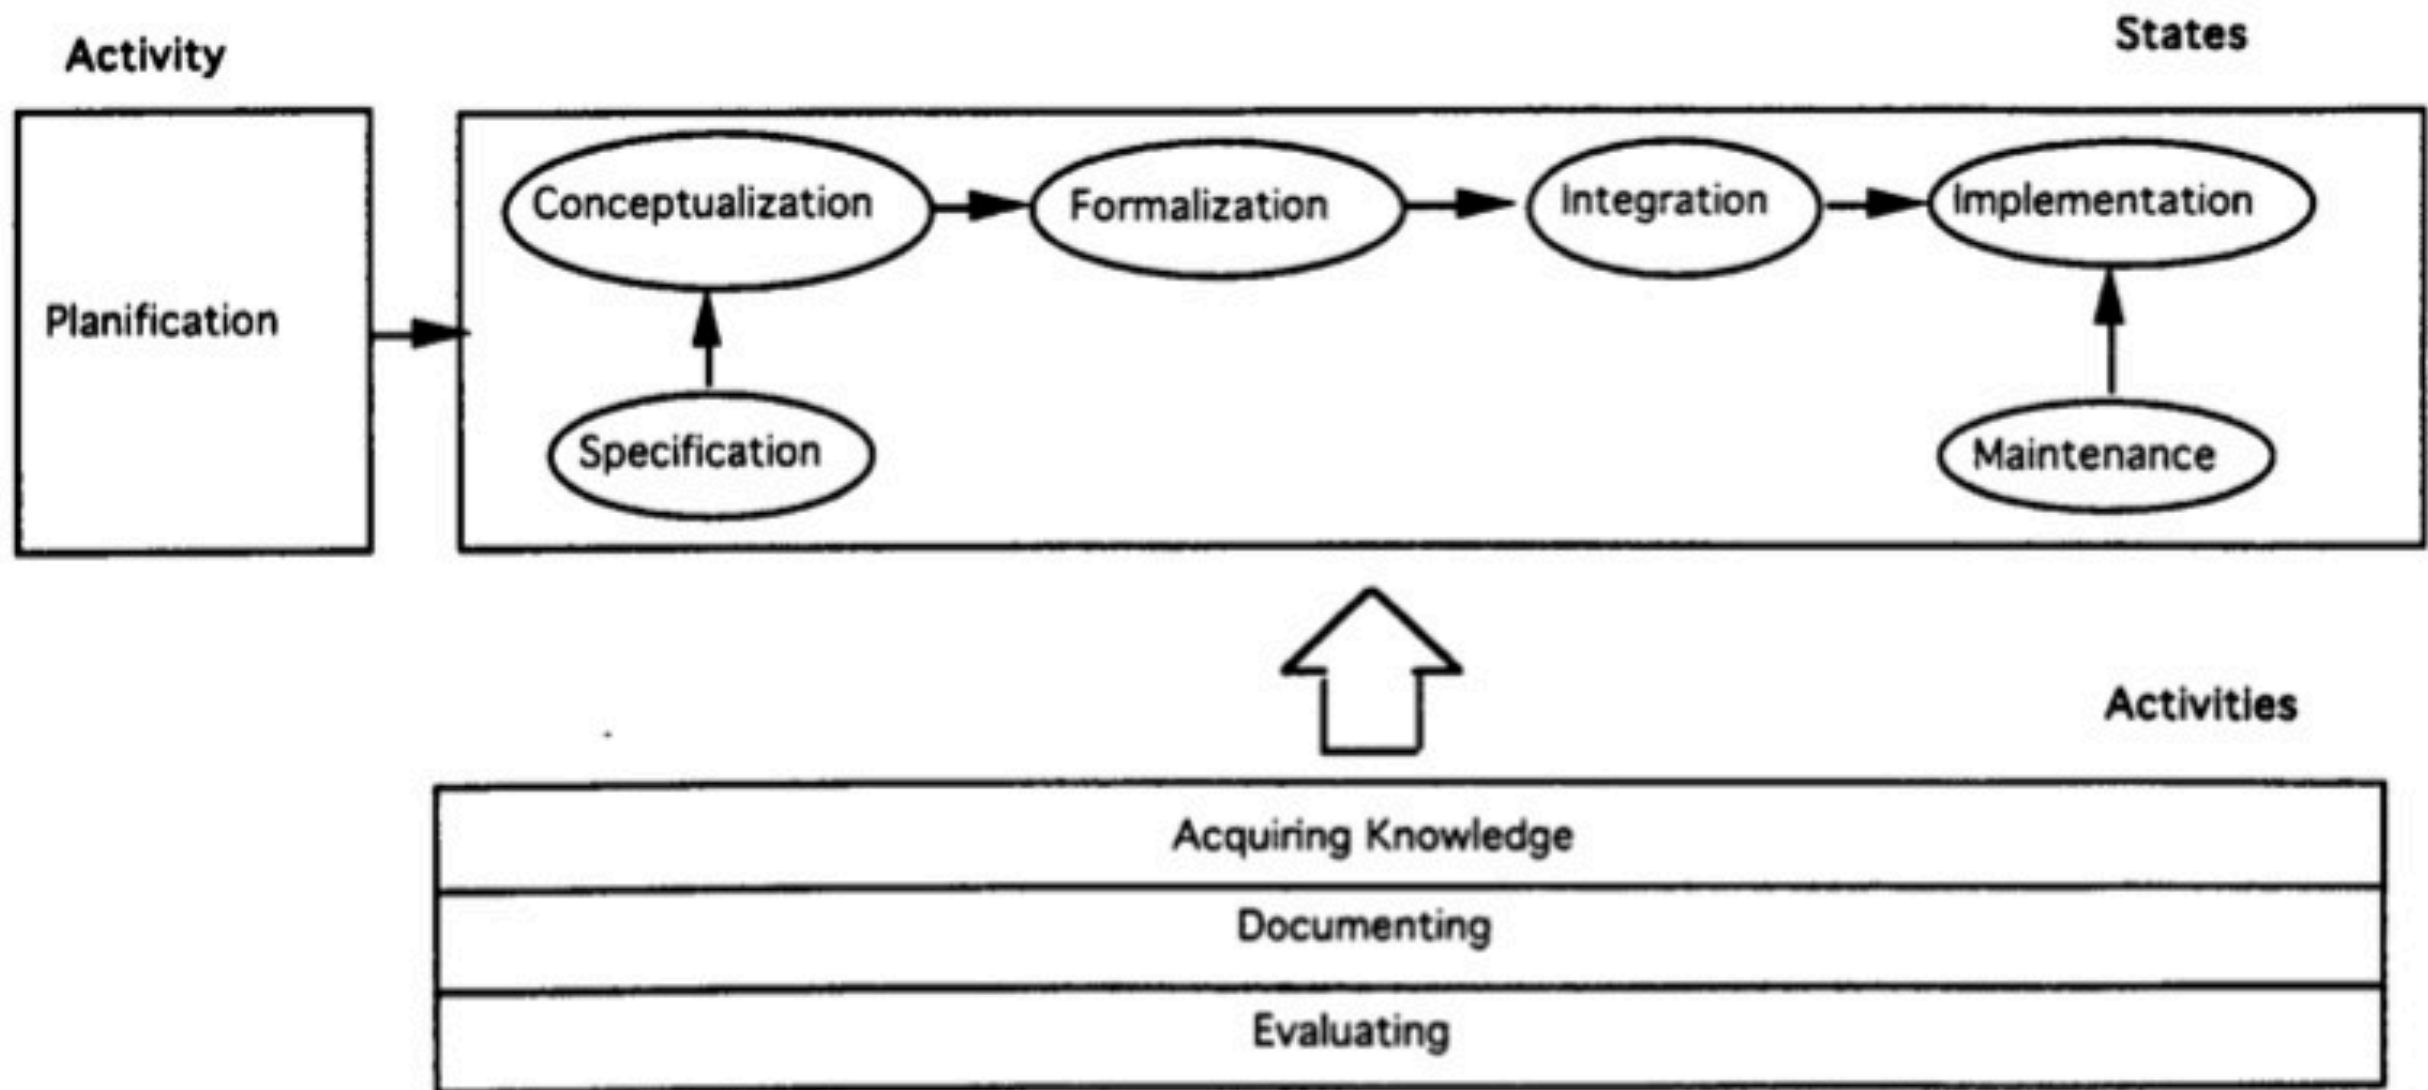 Activity
States
Conceptualization
Formalization
Integration
Implementation
Planification
Specification
Maintenance
Activities
Acquiring Knowledge
Documenting
Evaluating